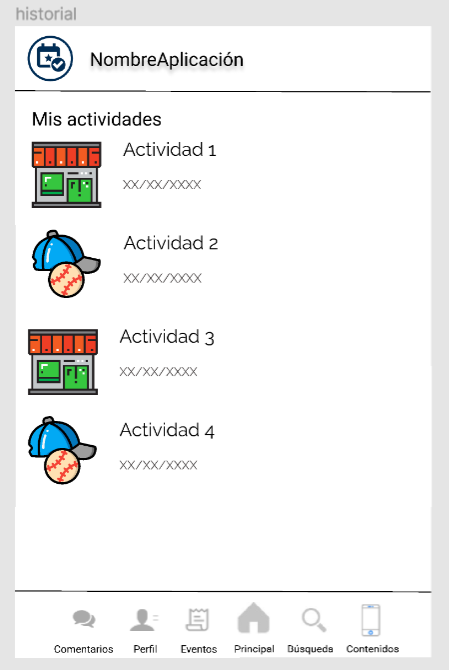 historial
NombreAplicación
Mis actividades
Actividad 1
XX/XX/XXXX
Actividad 2
XX/XX/XXXX
Actividad 3
XX/XX/XXXX
Actividad 4
XX/XX/XXXX
Comentarios Perfil Eventos Principal Búsqueda Contenidos